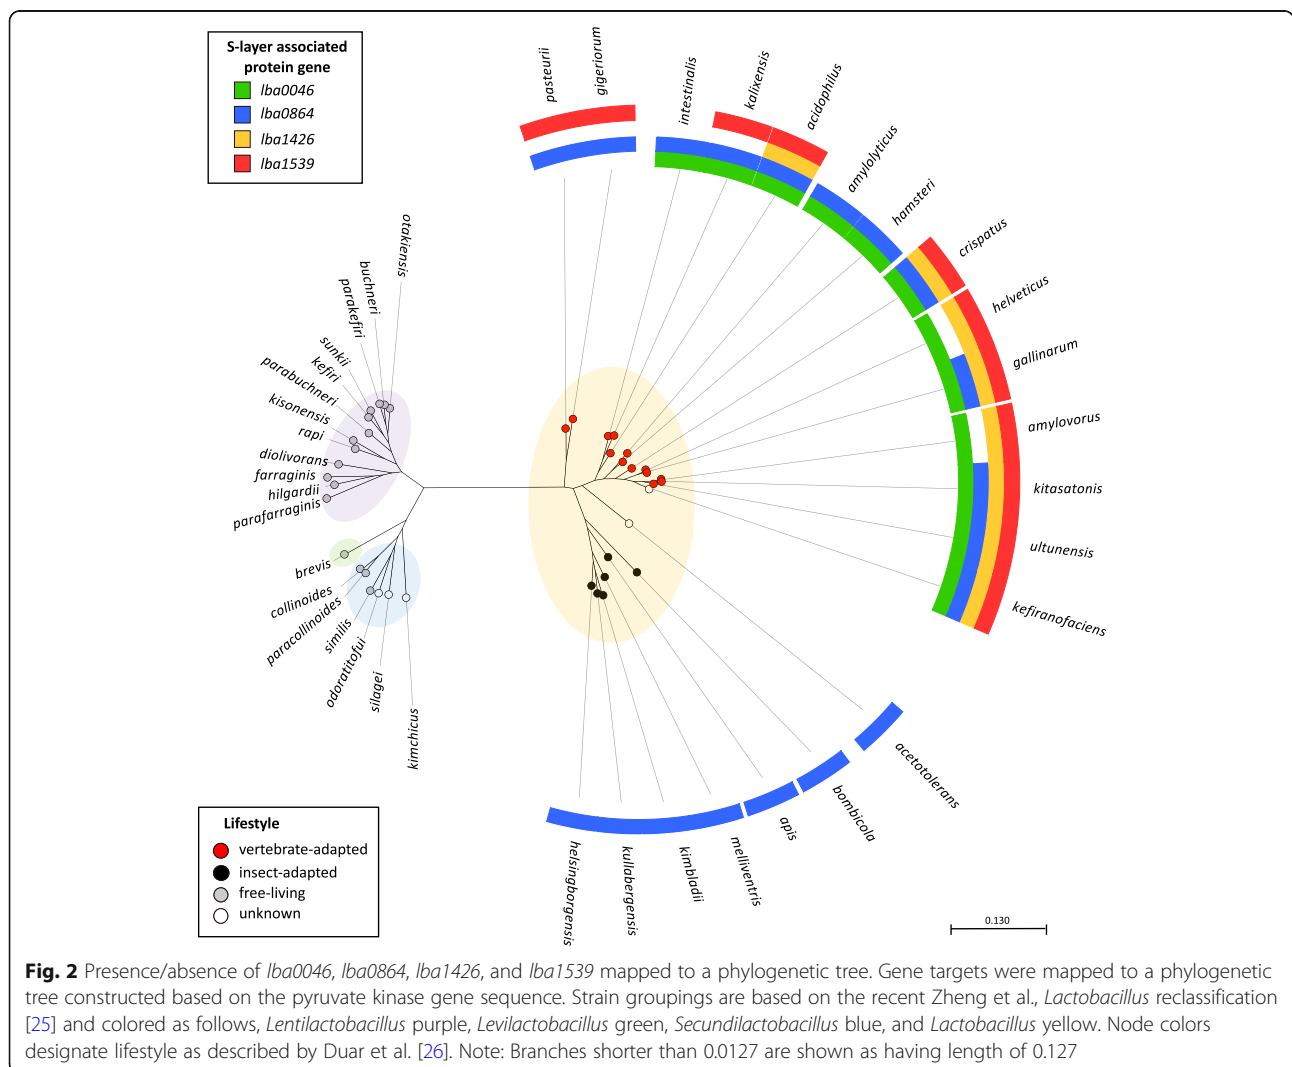 S-layer associated
protein gene
lba0046
lba0864
lba1426
lba1539
pasteurii
gigeriorum
intestinalis
kalixensis
acidophilus
amylolyticus
hamsteri
crispatus
helveticus
gallinarum
amylovorus
kitasatonis
ultunensis
kefiranofaciens
otakiensis
buchneri
parakefiri
sunkii
kefiri
parabuchneri
kisonensis
rapi
diolivorans
farraginis
hilgardii
parafarraginis
brevis
collinoides
paracollinoides
similis
odoratitofui
silagei
kimchicus
acetotolerans
bombicola
apis
melliventris
kimbladii
kullabergensis
helsingborgensis
Lifestyle
vertebrate-adapted
insect-adapted
free-living
unknown
0.130
Fig. 2 Presence/absence of lba0046, lba0864, lba1426, and lba1539 mapped to a phylogenetic tree. Gene targets were mapped to a phylogenetic
tree constructed based on the pyruvate kinase gene sequence. Strain groupings are based on the recent Zheng et al., Lactobacillus reclassification
[25] and colored as follows, Lentilactobacillus purple, Levilactobacillus green, Secundilactobacillus blue, and Lactobacillus yellow. Node colors
designate lifestyle as described by Duar et al. [26]. Note: Branches shorter than 0.0127 are shown as having length of 0.127